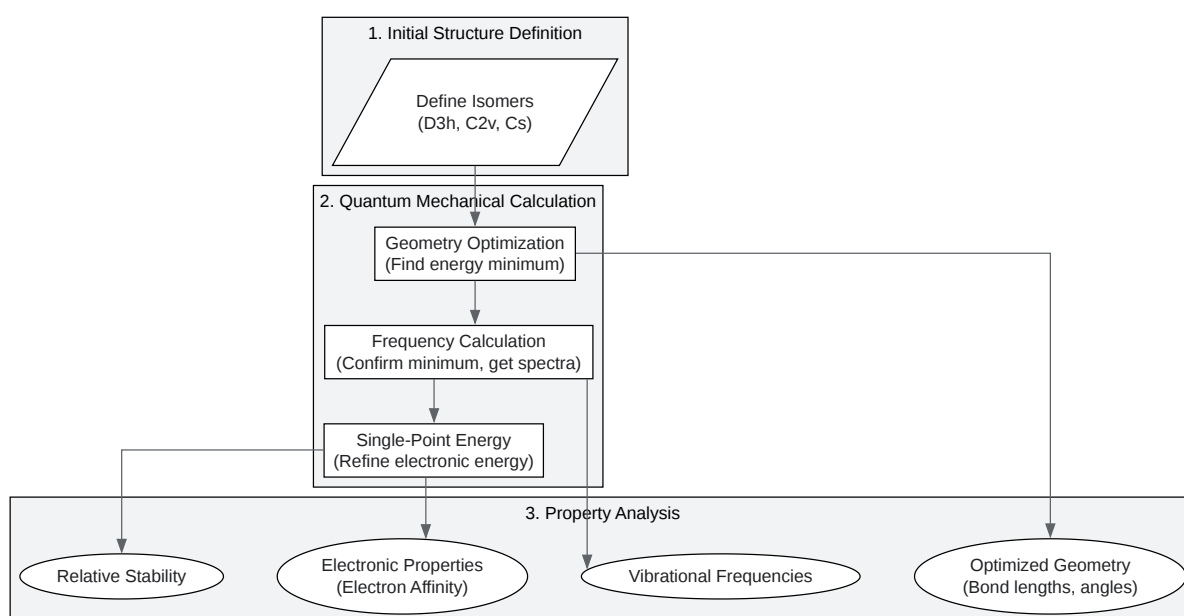 1. Initial Structure Definition
Define Isomers
(D3h, C2v, Cs)
2. Quantum Mechanical Calculation
Geometry Optimization
(Find energy minimum)
Frequency Calculation
(Confirm minimum, get spectra)
Single-Point Energy
(Refine electronic energy)
3. Property Analysis
Relative Stability
Electronic Properties
(Electron Affinity)
Vibrational Frequencies
Optimized Geometry
(Bond lengths, angles)